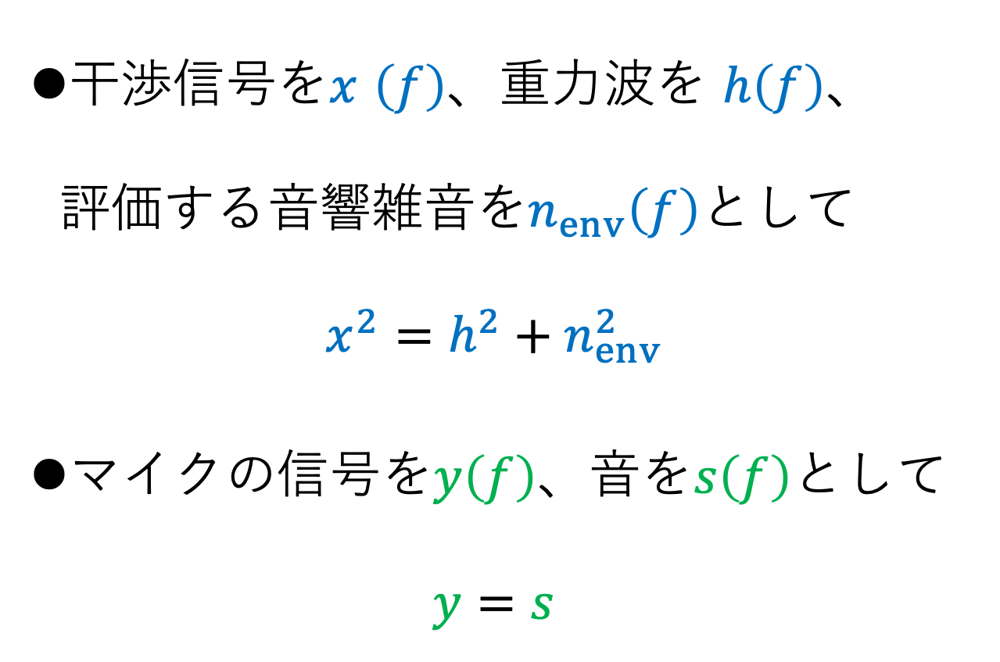 ●干渉信号をx (f)、重力波を h(f)、
評価する音響雑音をn_env(f)として
x² = h² + n²_env
●マイクの信号をy(f)、音をs(f)として
y = s